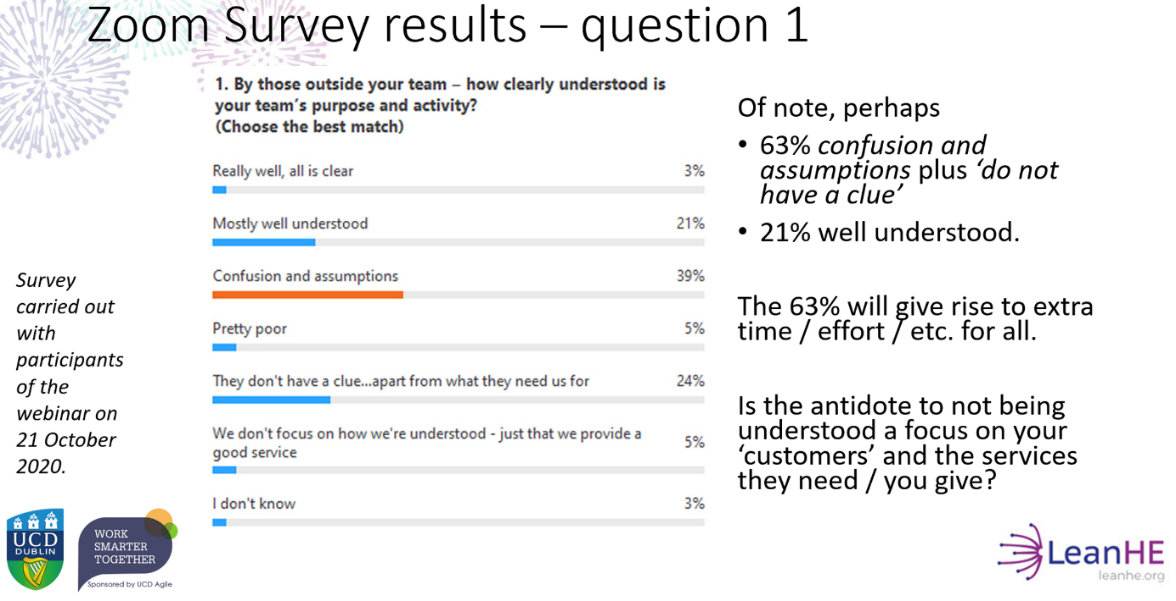 Zoom Survey results – question 1
1. By those outside your team – how clearly understood is
your team's purpose and activity?
(Choose the best match)
Really well, all is clear 3%
Mostly well understood 21%
Confusion and assumptions 39%
Pretty poor 5%
They don't have a clue...apart from what they need us for 24%
We don't focus on how we're understood - just that we provide a
good service 5%
I don't know 3%
Of note, perhaps
• 63% confusion and
assumptions plus ‘do not
have a clue’
• 21% well understood.
The 63% will give rise to extra
time / effort / etc. for all.
Is the antidote to not being
understood a focus on your
‘customers’ and the services
they need / you give?
Survey
carried out
with
participants
of the
webinar on
21 October
2020.
UCD
DUBLIN
WORK
SMARTER
TOGETHER
Sponsored by UCD Agile
LeanHE
leanhe.org